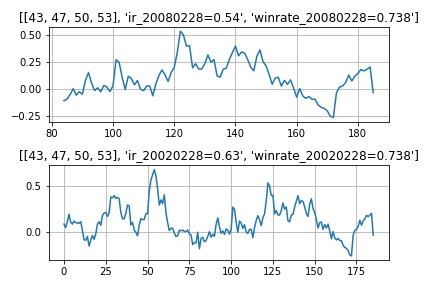 [[43, 47, 50, 53], 'ir_20080228=0.54', 'winrate_20080228=0.738']
0.50
0.25
0.00
−0.25
80 100 120 140 160 180
[[43, 47, 50, 53], 'ir_20020228=0.63', 'winrate_20020228=0.738']
0.5
0.0
0 25 50 75 100 125 150 175